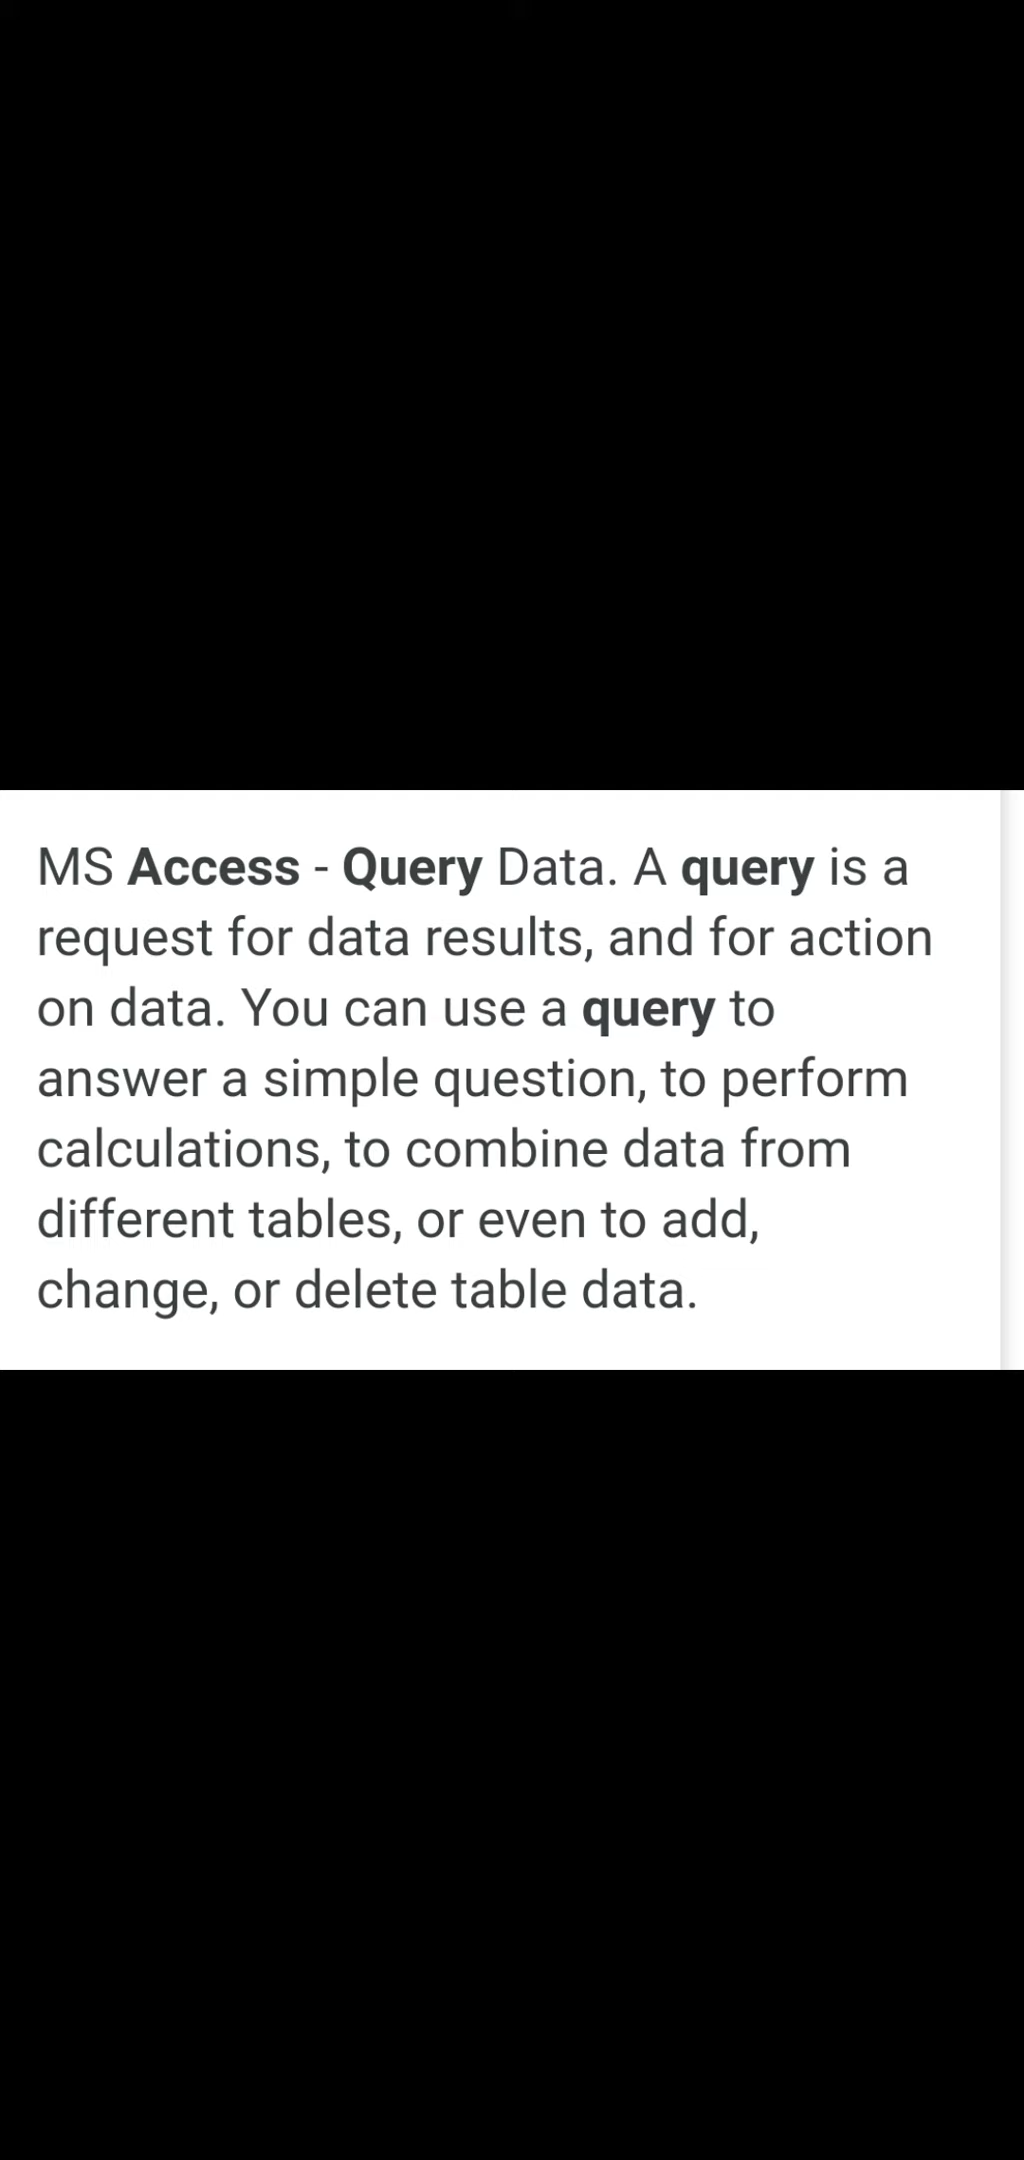 MS Access - Query Data. A query is a
request for data results, and for action
on data. You can use a query to
answer a simple question, to perform
calculations, to combine data from
different tables, or even to add,
change, or delete table data.